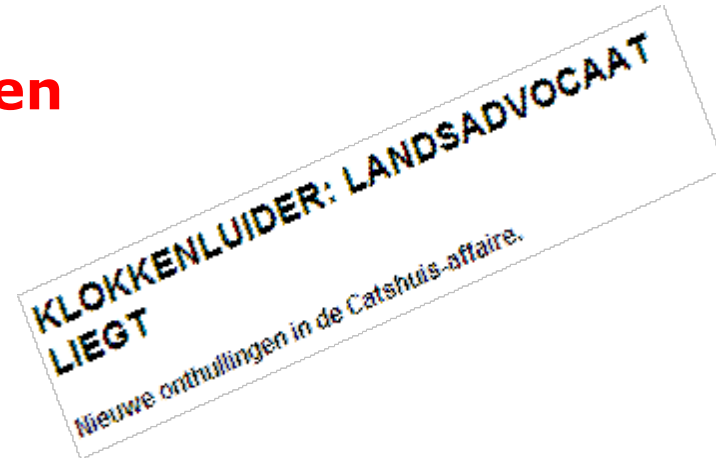 en
KLOKKENLUIDER: LANDSADVOCAAT
LIEGT
Nieuwe onthullingen in de Catshuis-affaire.